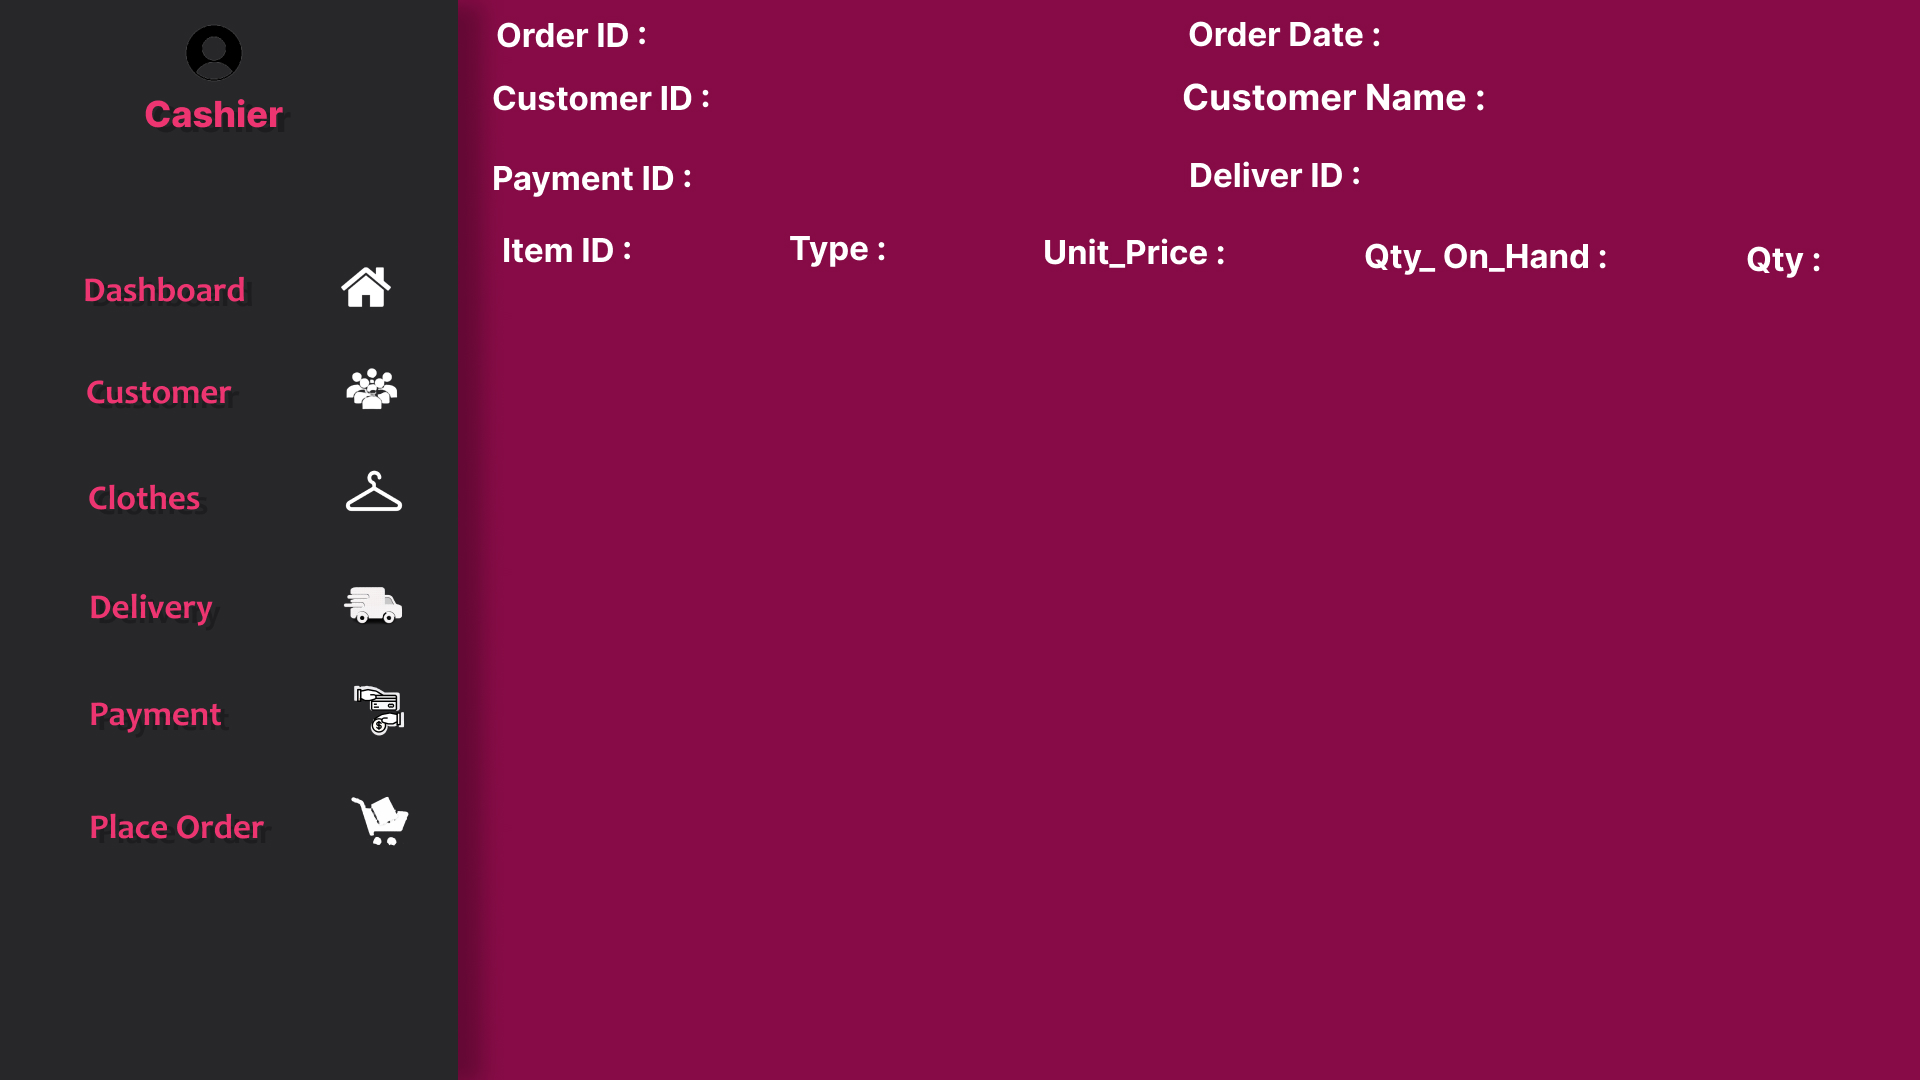 Cashier
Dashboard
Customer
Clothes
Delivery
Payment
Place Order
Order ID :
Order Date :
Customer ID :
Customer Name :
Payment ID :
Deliver ID :
Item ID :
Type :
Unit_Price :
Qty_ On_Hand :
Qty :